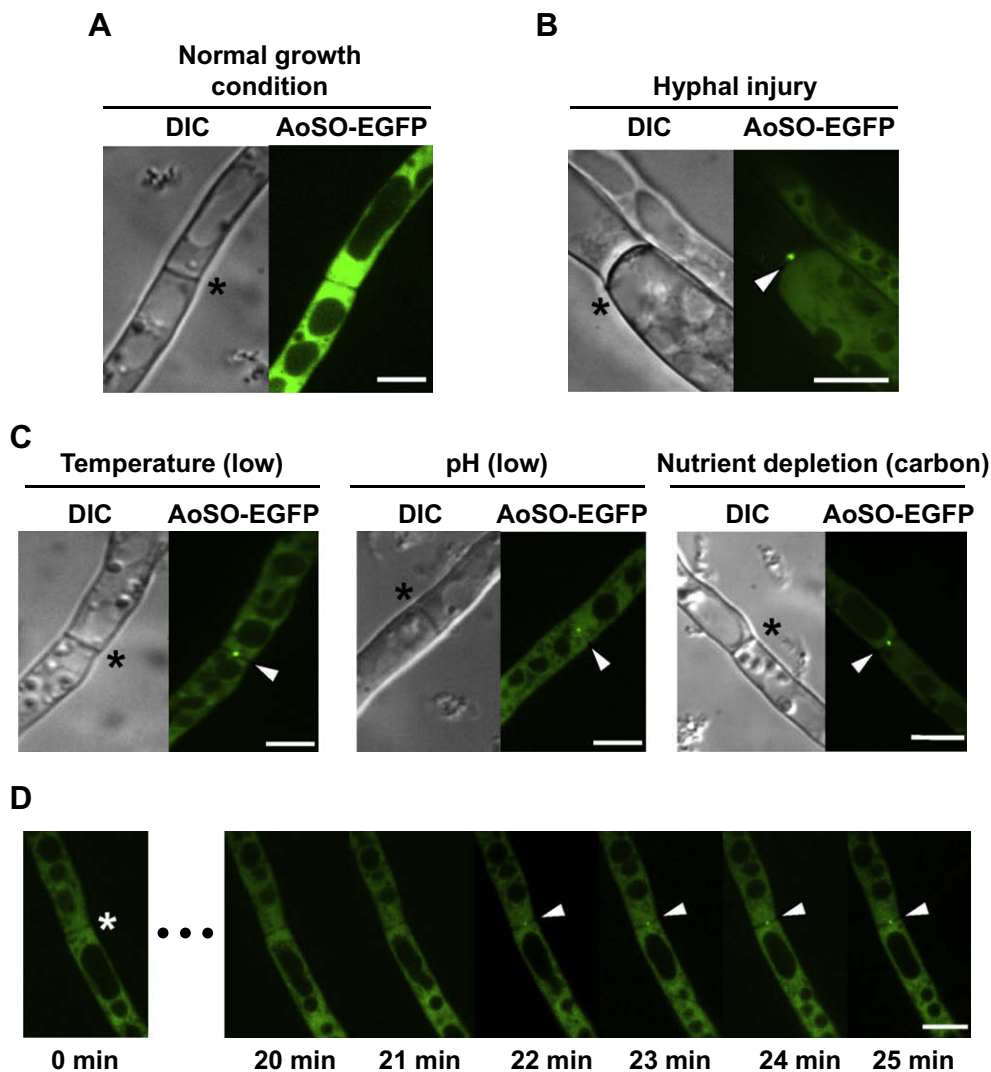 A
Normal growth
condition
DIC
AoSO-EGFP
*
B
Hyphal injury
DIC
AoSO-EGFP
*
C
Temperature (low)
DIC
AoSO-EGFP
*
pH (low)
DIC
AoSO-EGFP
*
Nutrient depletion (carbon)
DIC
AoSO-EGFP
*
D
*
• • •
0 min
20 min
21 min
22 min
23 min
24 min
25 min